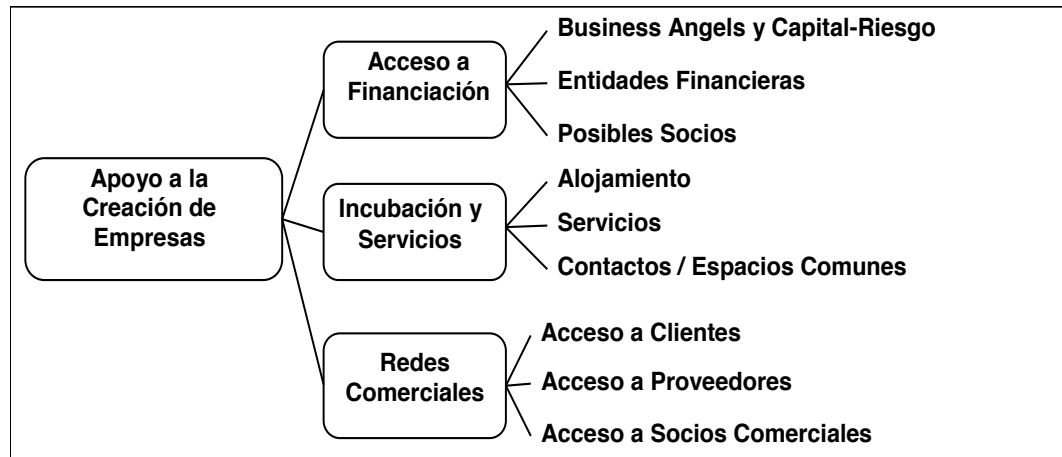 Apoyo a la
Creación de
Empresas
Acceso a
Financiación
Business Angels y Capital-Riesgo
Entidades Financieras
Posibles Socios
Incubación y
Servicios
Alojamiento
Servicios
Contactos / Espacios Comunes
Redes
Comerciales
Acceso a Clientes
Acceso a Proveedores
Acceso a Socios Comerciales